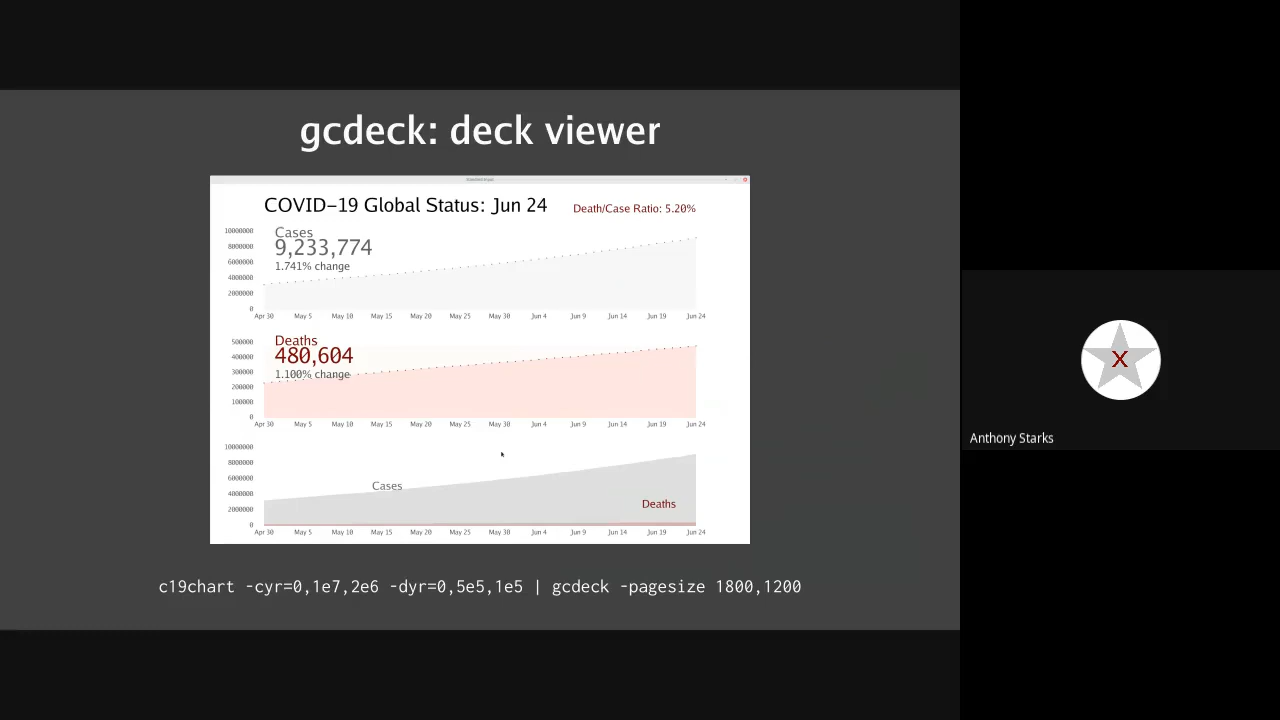 gcdeck: deck viewer
COVID-19 Global Status: Jun 24
Death/Case Ratio: 5.20%
Cases
9,233,774
1.741% change
10000000
8000000
6000000
4000000
2000000
0
Apr 30 May 5 May 10 May 15 May 20 May 25 May 30 Jun 4 Jun 9 Jun 14 Jun 19 Jun 24
Deaths
480,604
1.100% change
500000
400000
300000
200000
100000
0
Apr 30 May 5 May 10 May 15 May 20 May 25 May 30 Jun 4 Jun 9 Jun 14 Jun 19 Jun 24
10000000
8000000
6000000
4000000
2000000
0
Cases
Deaths
Apr 30 May 5 May 10 May 15 May 20 May 25 May 30 Jun 4 Jun 9 Jun 14 Jun 19 Jun 24
c19chart -cyr=0,1e7,2e6 -dyr=0,5e5,1e5 | gcdeck -pagesize 1800,1200
X
Anthony Starks